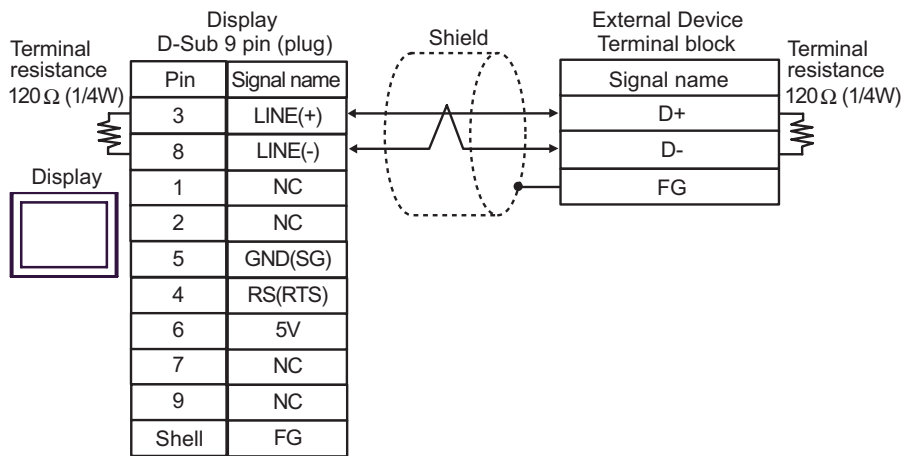 Display
D-Sub 9 pin (plug)
Shield
External Device
Terminal block
Terminal
resistance
120Ω (1/4W)
Terminal
resistance
120Ω (1/4W)
Pin Signal name
3 LINE(+)
8 LINE(-)
1 NC
2 NC
5 GND(SG)
4 RS(RTS)
6 5V
7 NC
9 NC
Shell FG
Display
Signal name
D+
D-
FG